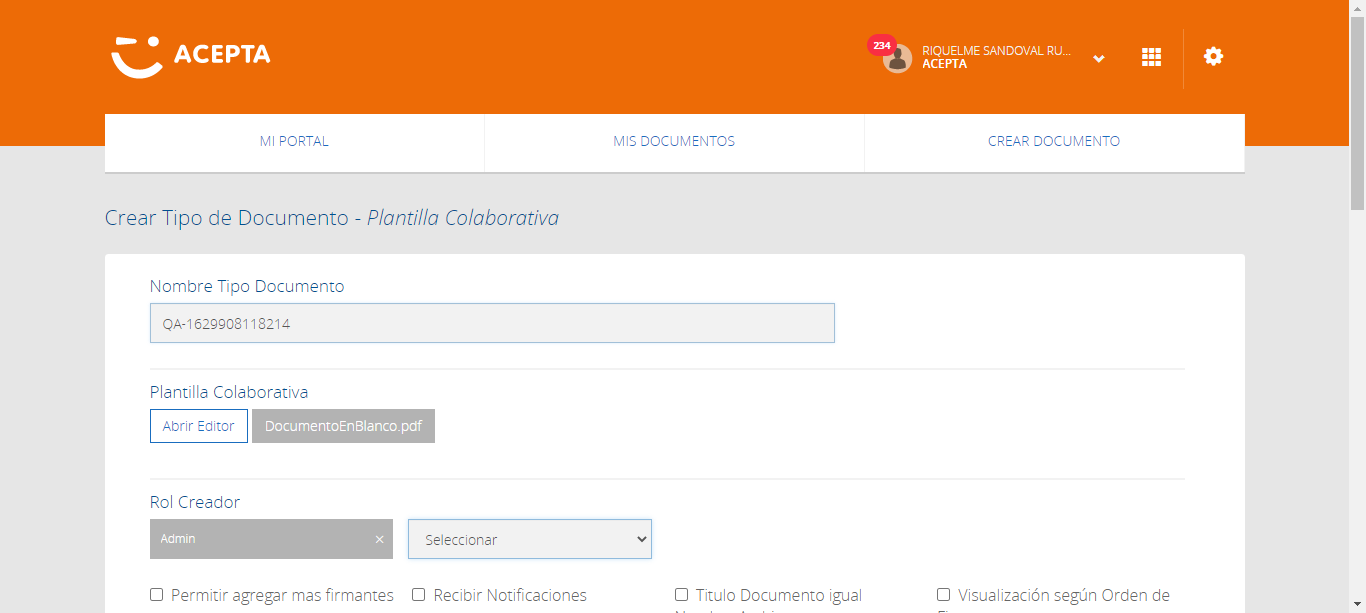 ACEPTA
234
RIQUELME SANDOVAL RU...
ACEPTA
MI PORTAL
MIS DOCUMENTOS
CREAR DOCUMENTO
Crear Tipo de Documento - Plantilla Colaborativa
Nombre Tipo Documento
QA-1629908118214
Plantilla Colaborativa
Abrir Editor
DocumentoEnBlanco.pdf
Rol Creador
Admin ×
Seleccionar
Permitir agregar mas firmantes
Recibir Notificaciones
Titulo Documento igual
Visualización según Orden de